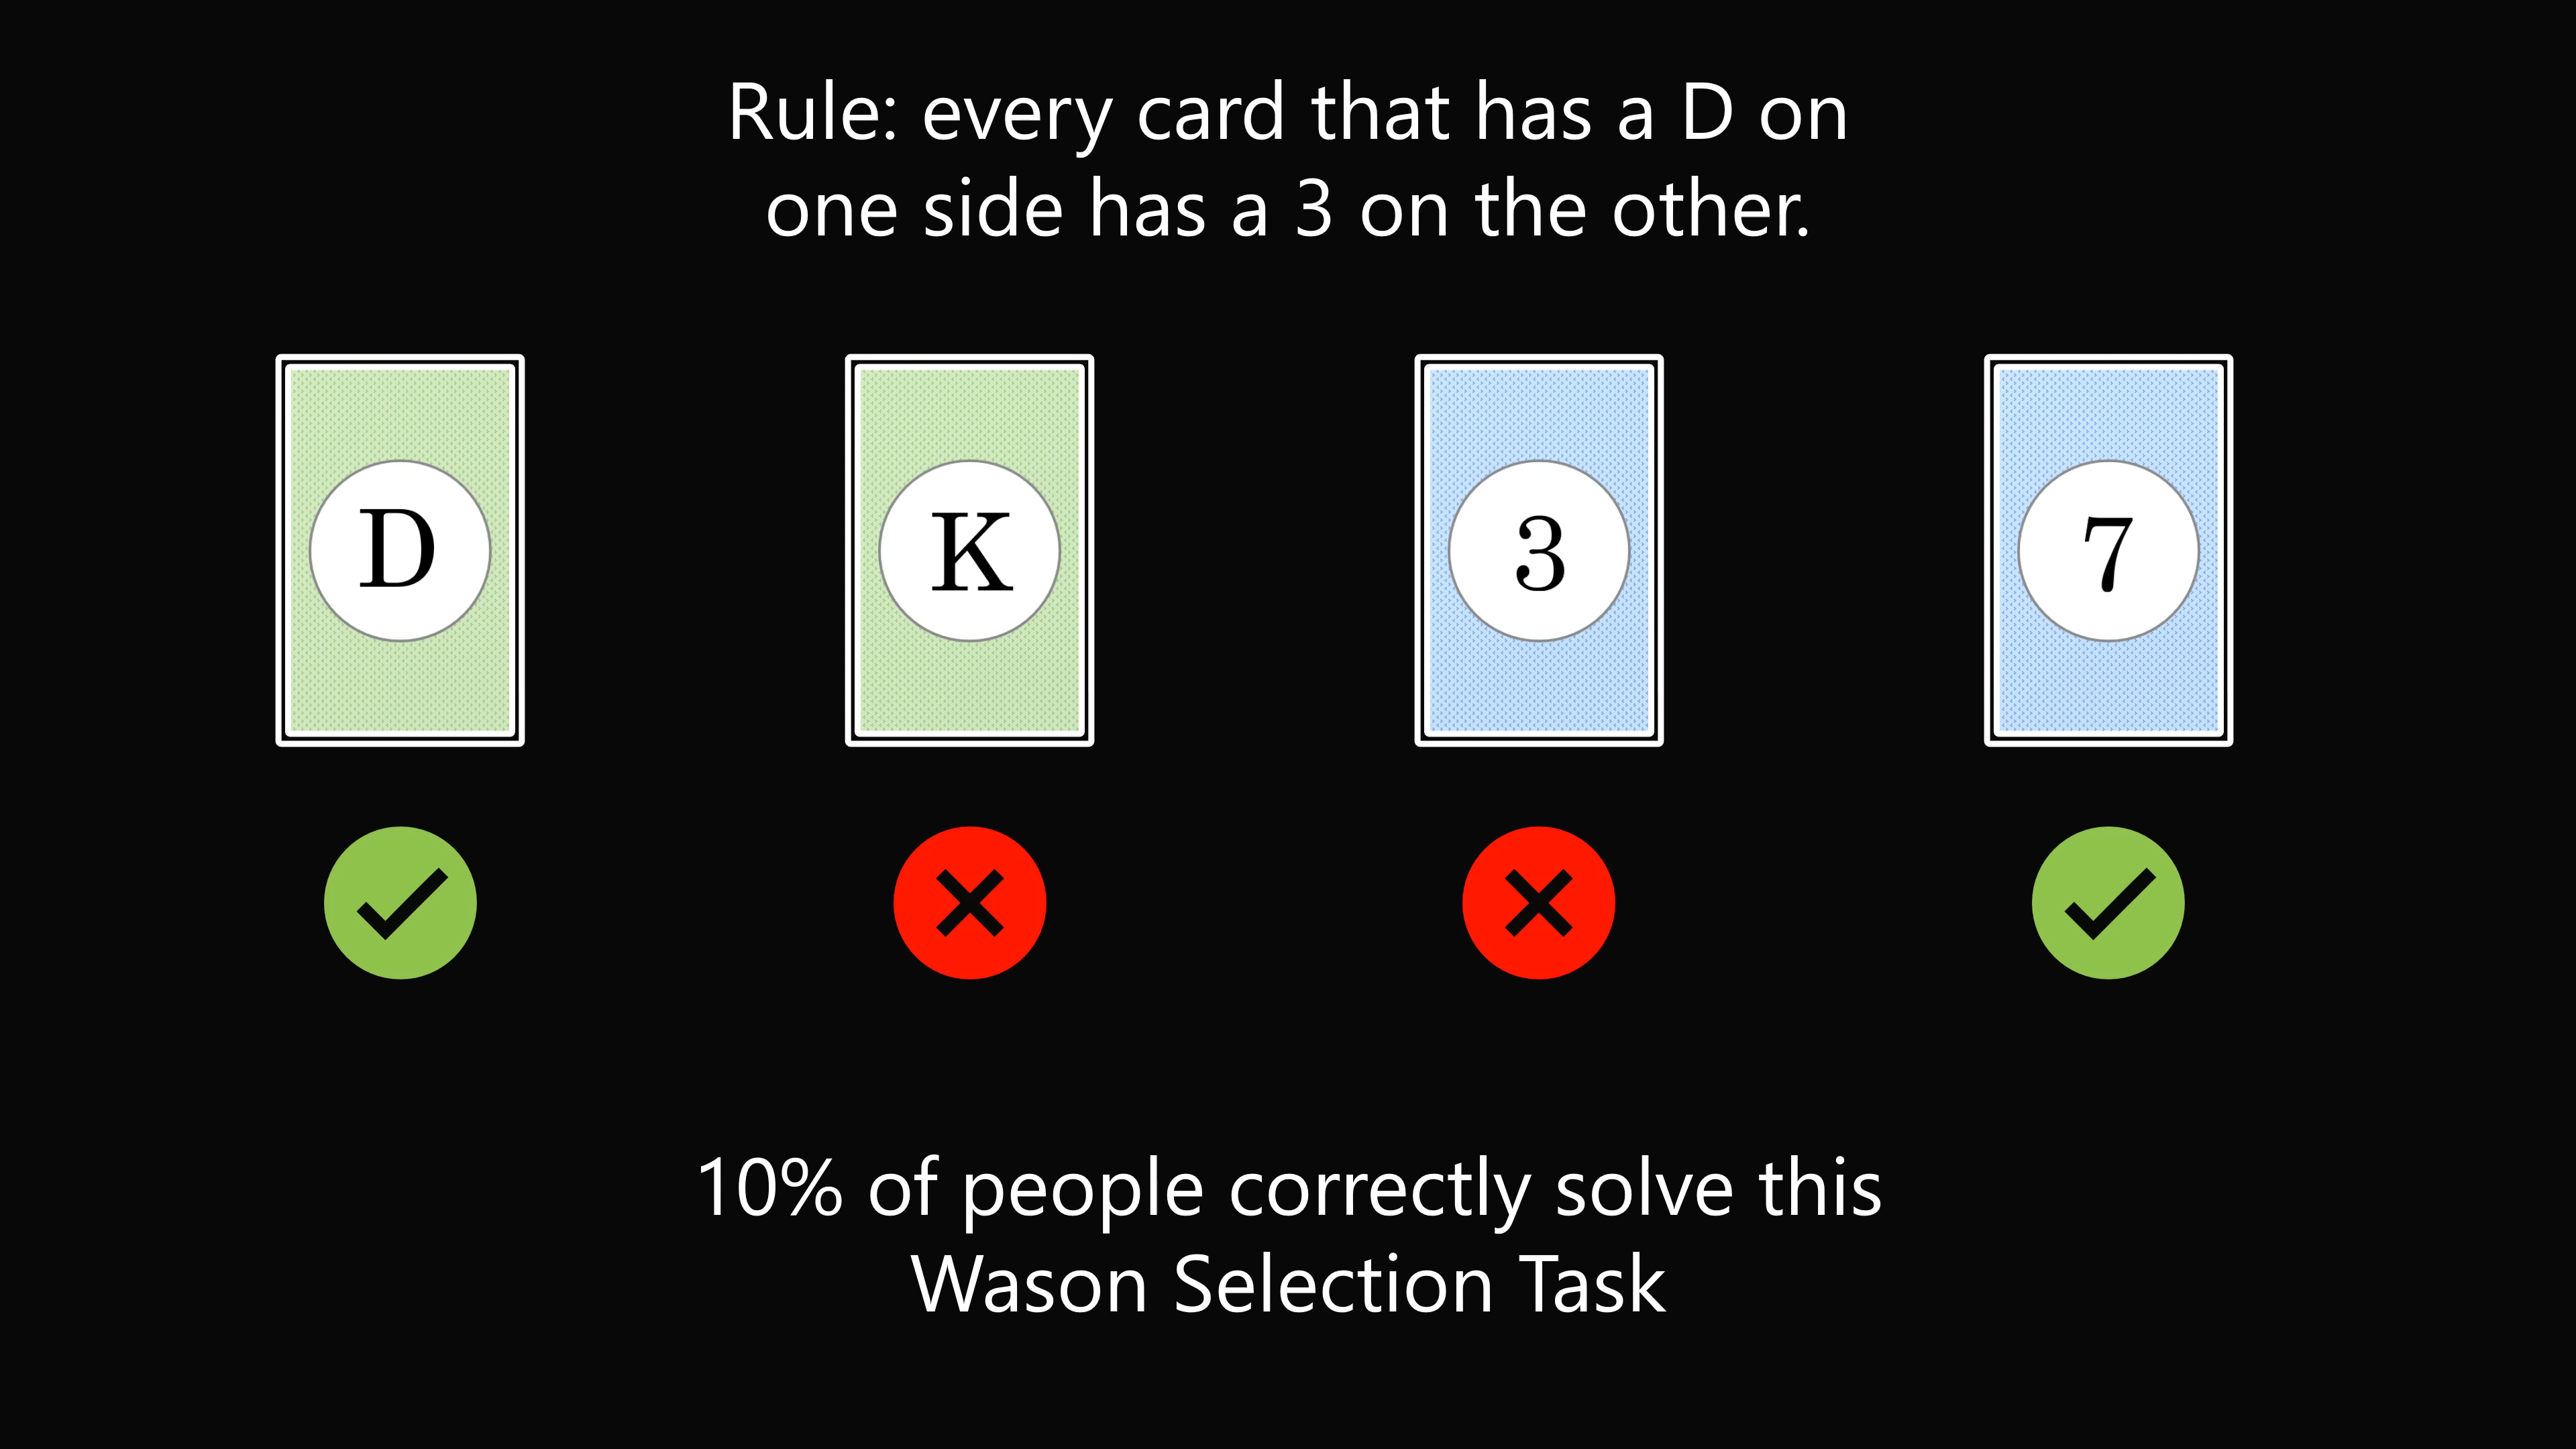 Rule: every card that has a D on
one side has a 3 on the other.
D K 3 7
10% of people correctly solve this
Wason Selection Task